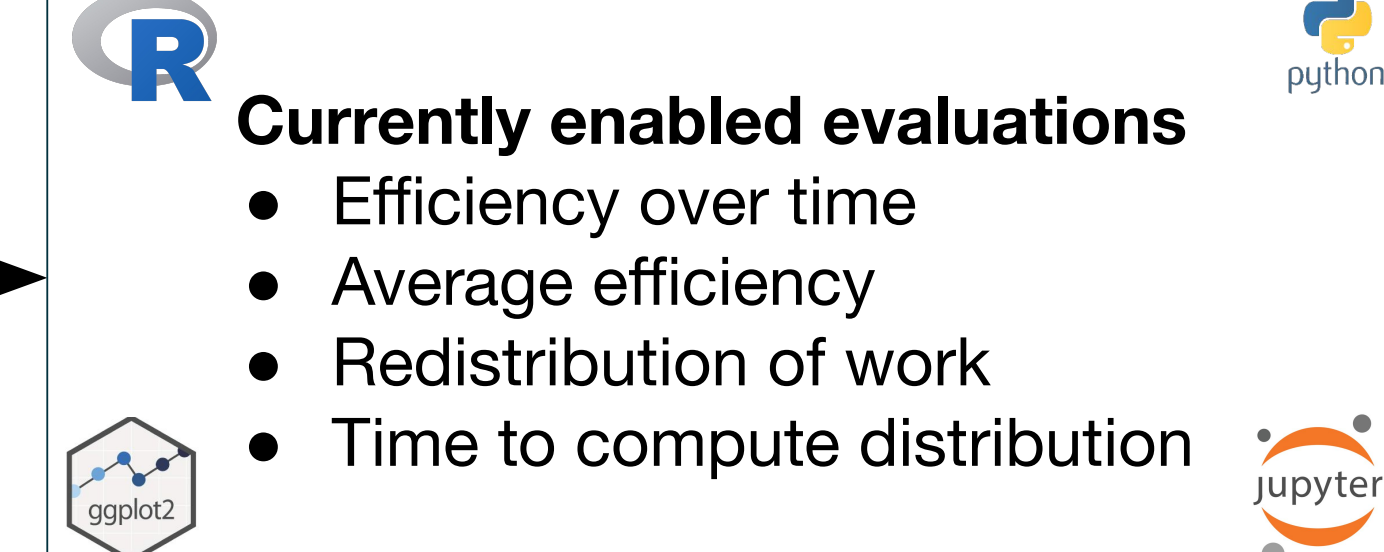 R
python
Currently enabled evaluations
● Efficiency over time
● Average efficiency
● Redistribution of work
● Time to compute distribution
ggplot2
jupyter